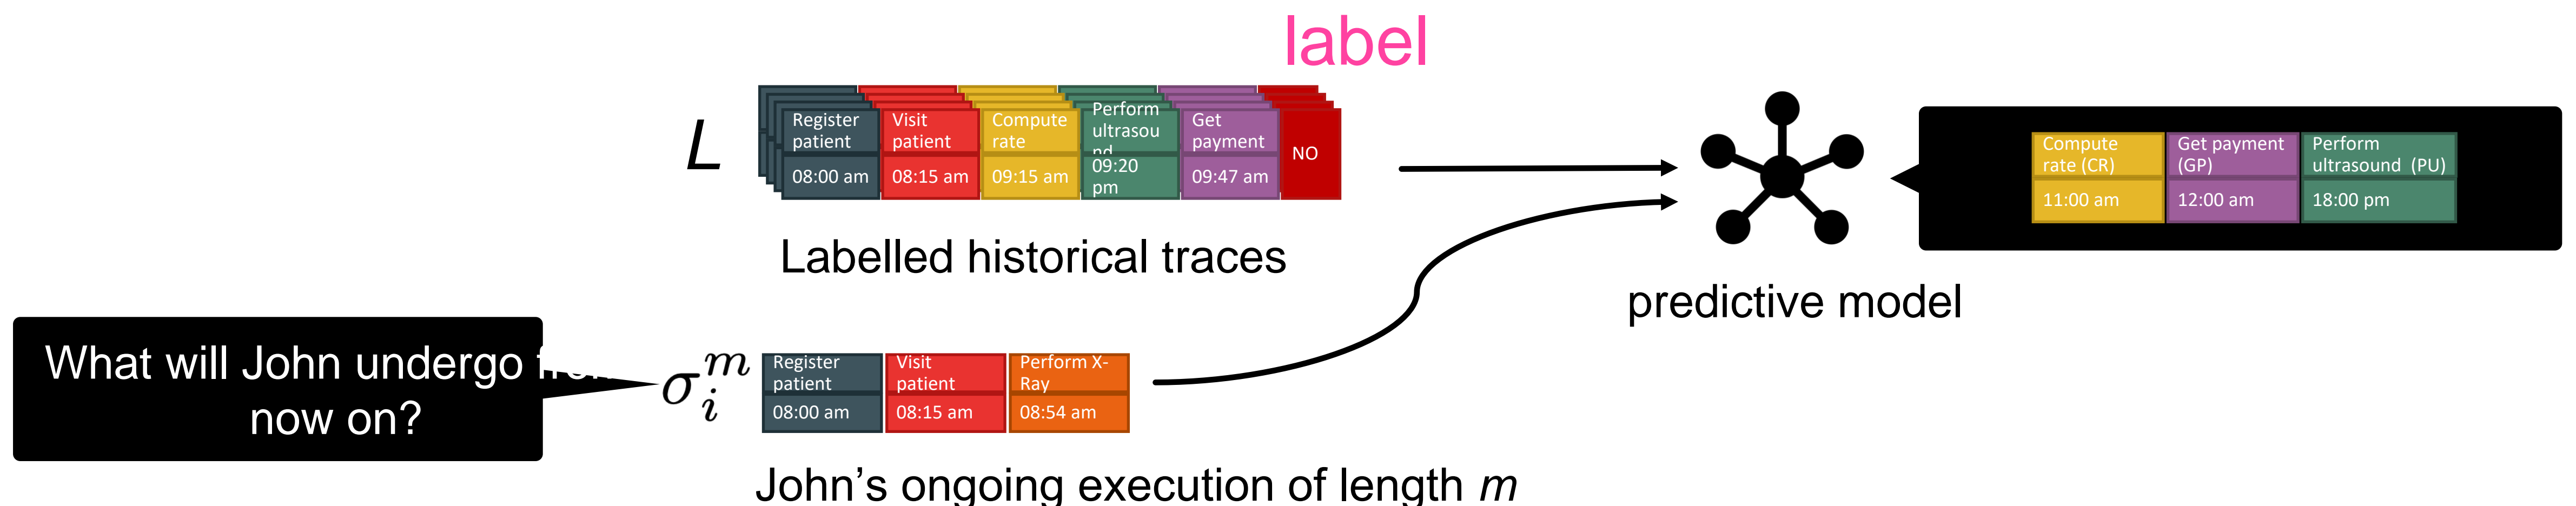 label
L
Register patient
Visit patient
Compute rate
Perform ultrasound
Get payment
NO
08:00 am
08:15 am
09:15 am
09:20 pm
09:47 am
Labelled historical traces
predictive model
Compute rate (CR)
Get payment (GP)
Perform ultrasound (PU)
11:00 am
12:00 am
18:00 pm
What will John undergo from
now on?
σᵢᵐ
Register patient
Visit patient
Perform X-Ray
08:00 am
08:15 am
08:54 am
John’s ongoing execution of length m